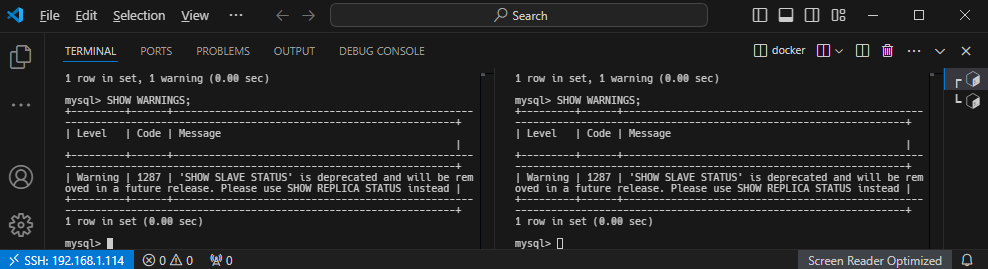 File Edit Selection View ··· Search
TERMINAL PORTS PROBLEMS OUTPUT DEBUG CONSOLE docker ···
1 row in set, 1 warning (0.00 sec)
mysql> SHOW WARNINGS;
+---------+------+--------------------------------------------
-----------------------------------------------------------------+
| Level   | Code | Message
|
+---------+------+--------------------------------------------
-----------------------------------------------------------------+
| Warning | 1287 | 'SHOW SLAVE STATUS' is deprecated and will be rem
oved in a future release. Please use SHOW REPLICA STATUS instead |
+---------+------+--------------------------------------------
-----------------------------------------------------------------+
1 row in set (0.00 sec)
mysql>
1 row in set, 1 warning (0.00 sec)
mysql> SHOW WARNINGS;
+---------+------+--------------------------------------------
-----------------------------------------------------------------+
| Level   | Code | Message
|
+---------+------+--------------------------------------------
-----------------------------------------------------------------+
| Warning | 1287 | 'SHOW SLAVE STATUS' is deprecated and will be rem
oved in a future release. Please use SHOW REPLICA STATUS instead |
+---------+------+--------------------------------------------
-----------------------------------------------------------------+
1 row in set (0.00 sec)
mysql>
SSH: 192.168.1.114 0 0 0 Screen Reader Optimized